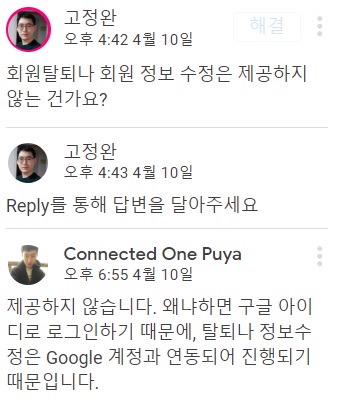 고정완
해결
오후 4:42 4월 10일
회원탈퇴나 회원 정보 수정은 제공하지
않는 건가요?
고정완
오후 4:43 4월 10일
Reply를 통해 답변을 달아주세요
Connected One Puya
오후 6:55 4월 10일
제공하지 않습니다. 왜냐하면 구글 아이
디로 로그인하기 때문에, 탈퇴나 정보수
정은 Google 계정과 연동되어 진행되기
때문입니다.